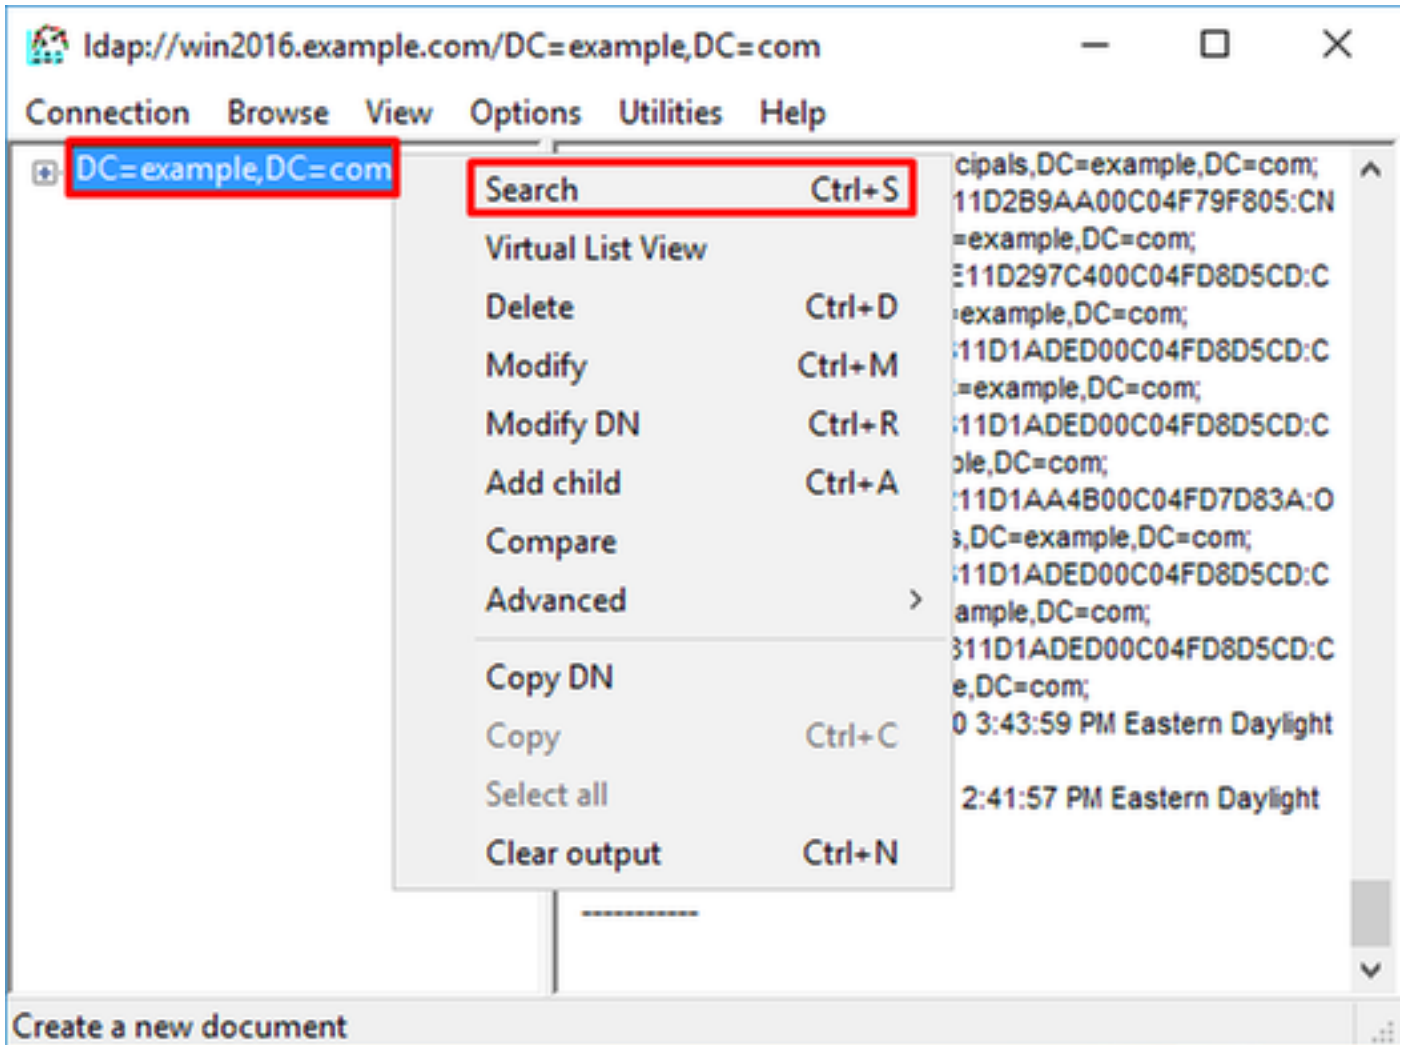 ldap://win2016.example.com/DC=example,DC=com
Connection Browse View Options Utilities Help
DC=example,DC=com
Search Ctrl+S
Virtual List View
Delete Ctrl+D
Modify Ctrl+M
Modify DN Ctrl+R
Add child Ctrl+A
Compare
Advanced
Copy DN
Copy Ctrl+C
Select all
Clear output Ctrl+N
cipals,DC=example,DC=com;
11D2B9AA00C04F79F805:CN
=example,DC=com;
E11D297C400C04FD8D5CD:C
=example,DC=com;
11D1ADED00C04FD8D5CD:C
=example,DC=com;
11D1ADED00C04FD8D5CD:C
ple,DC=com;
11D1AA4B00C04FD7D83A:O
s,DC=example,DC=com;
11D1ADED00C04FD8D5CD:C
ample,DC=com;
11D1ADED00C04FD8D5CD:C
e,DC=com;
0 3:43:59 PM Eastern Daylight
2:41:57 PM Eastern Daylight
-----------
Create a new document